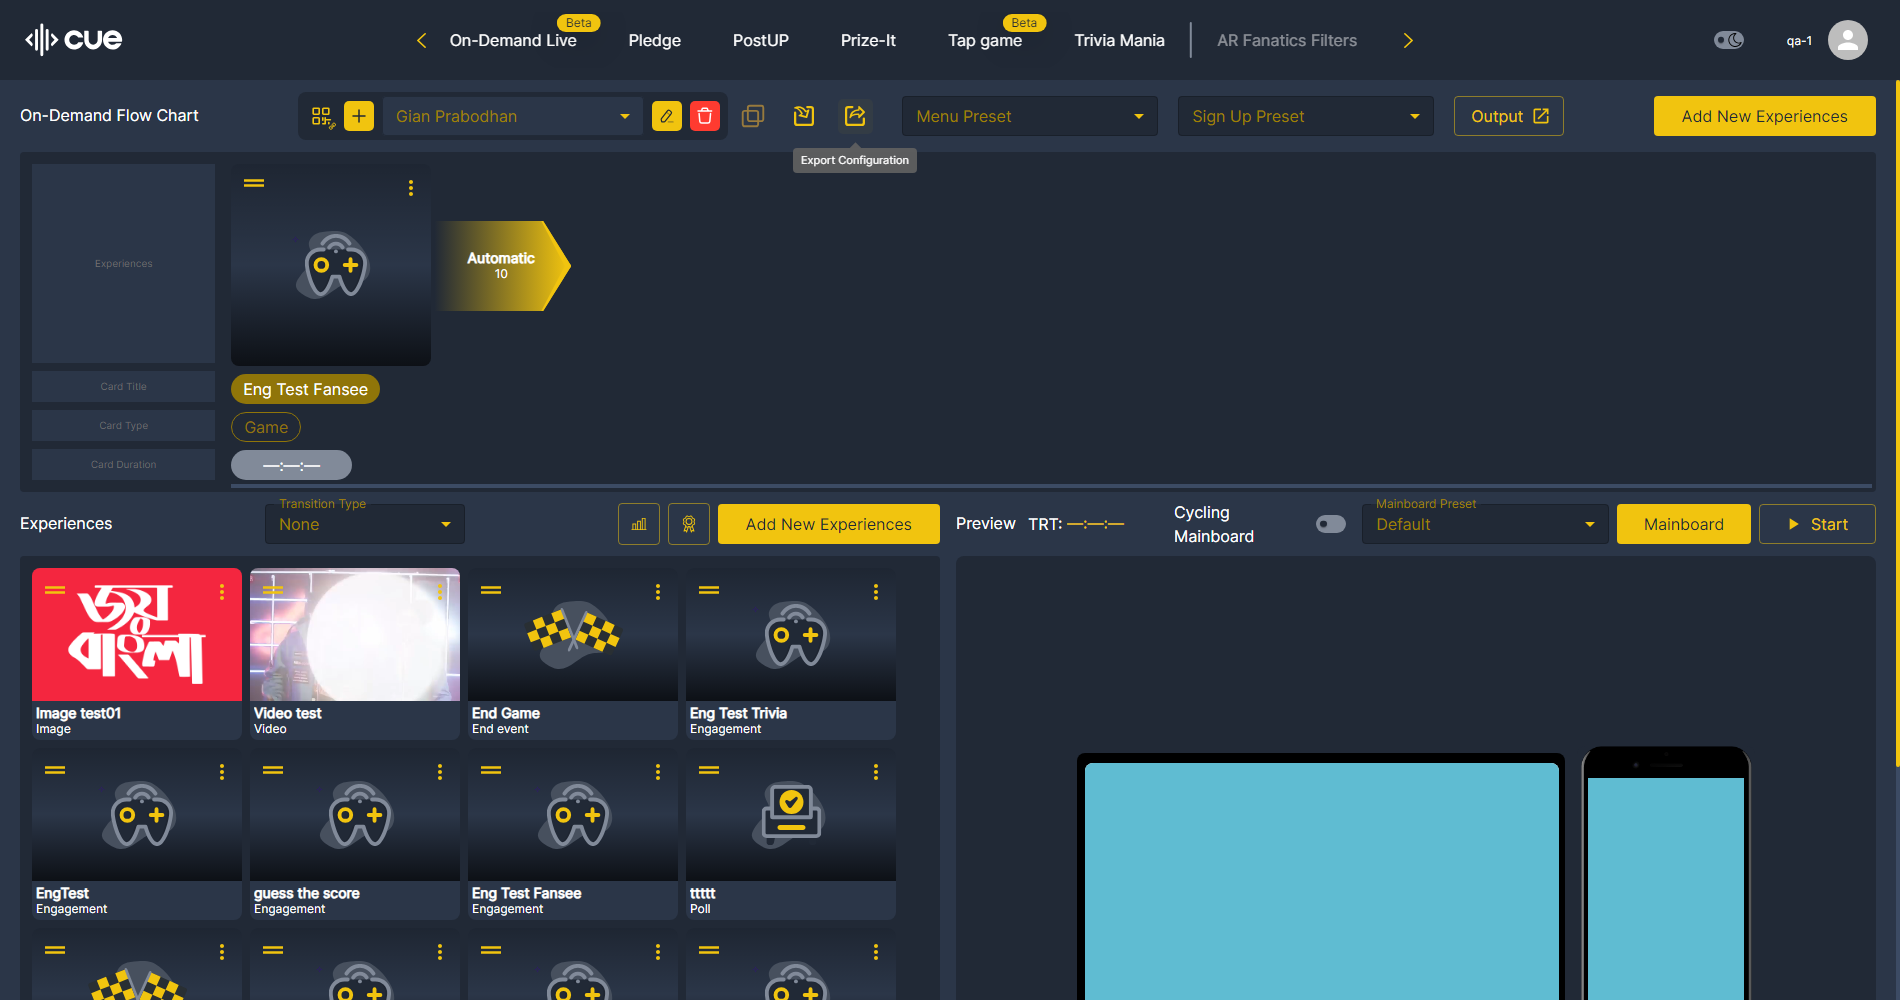 cue
On-Demand Live
Beta
Pledge
PostUP
Prize-It
Tap game
Beta
Trivia Mania
AR Fanatics Filters
qa-1
On-Demand Flow Chart
Gian Prabodhan
Menu Preset
Sign Up Preset
Output
Add New Experiences
Export Configuration
Experiences
Automatic
10
Card Title
Eng Test Fansee
Card Type
Game
Card Duration
—:—:—
Experiences
Transition Type
None
Add New Experiences
Preview
TRT: —:—:—
Cycling
Mainboard
Mainboard Preset
Default
Mainboard
Start
জয়
বাংলা
Image test01
Image
Video test
Video
End Game
End event
Eng Test Trivia
Engagement
EngTest
Engagement
guess the score
Engagement
Eng Test Fansee
Engagement
ttttt
Poll